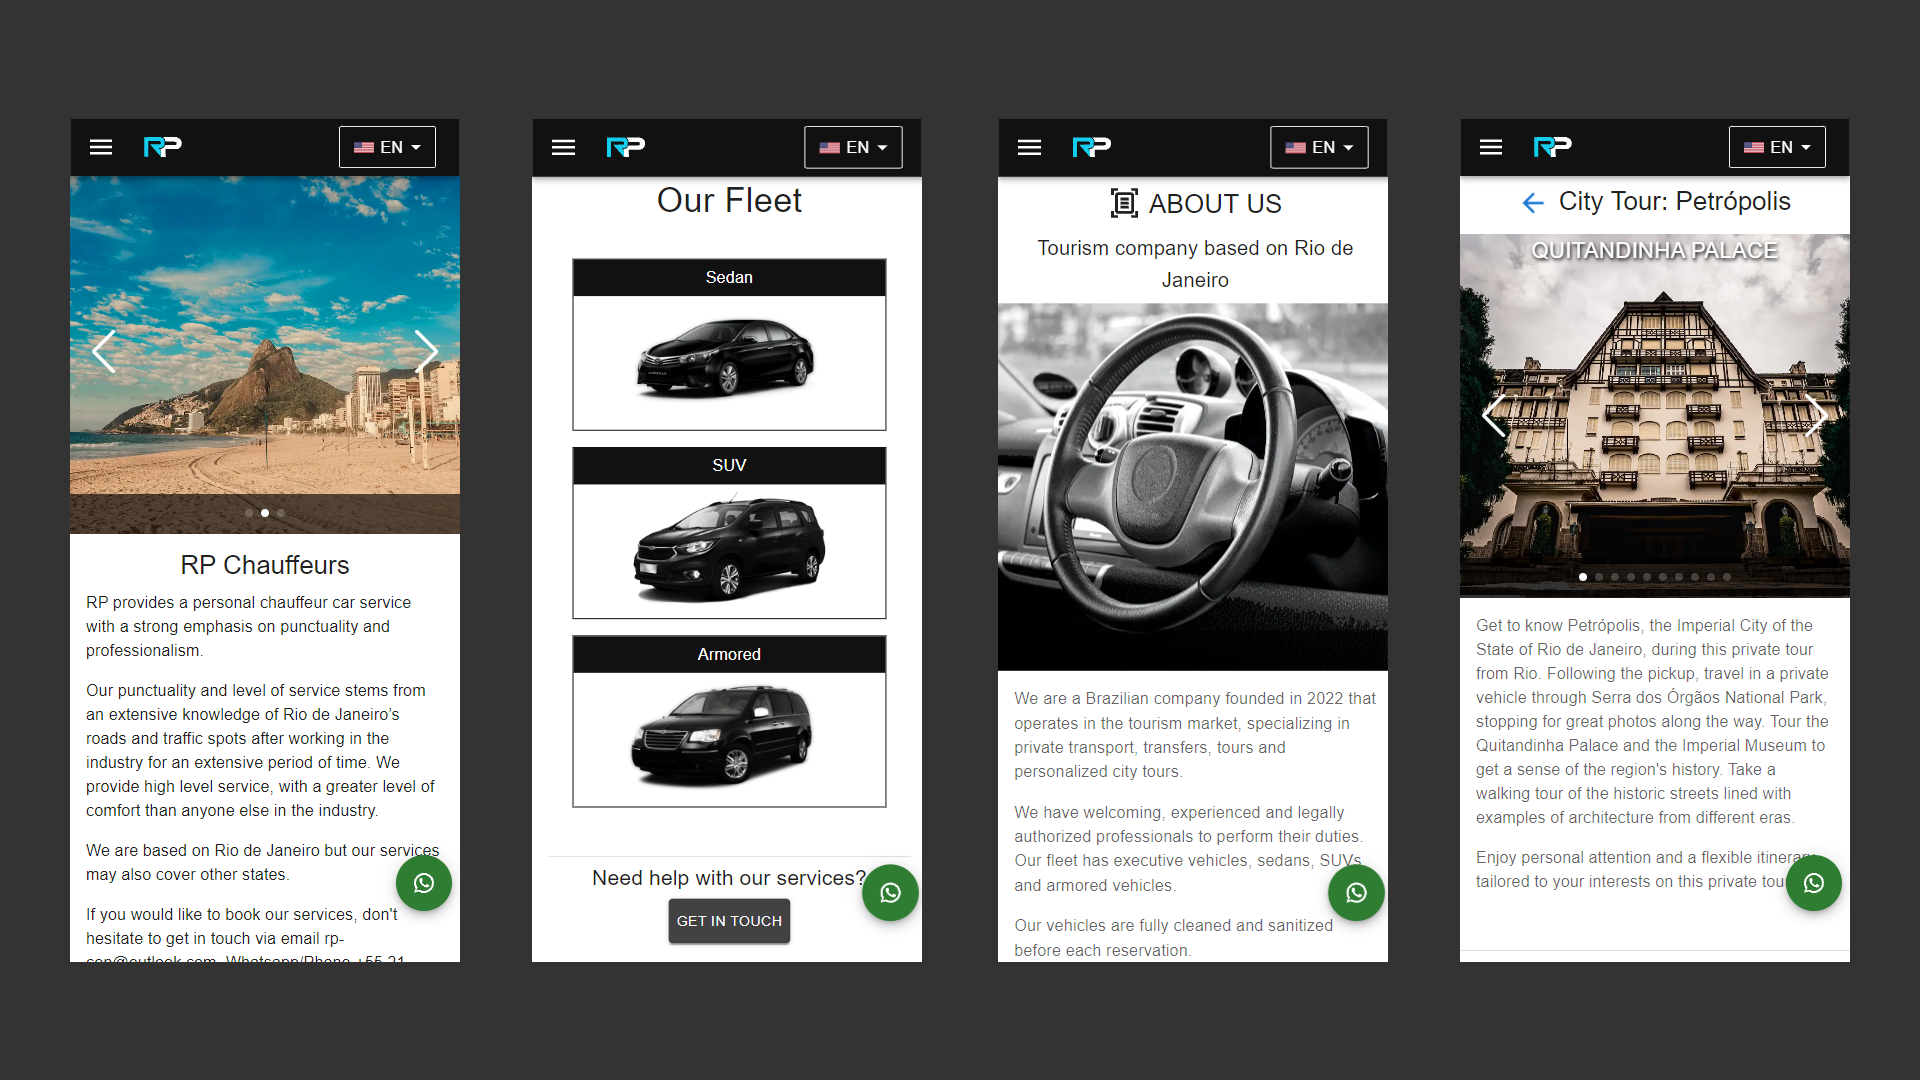 RP
EN
RP Chauffeurs
RP provides a personal chauffeur car service
with a strong emphasis on punctuality and
professionalism.
Our punctuality and level of service stems from
an extensive knowledge of Rio de Janeiro’s
roads and traffic spots after working in the
industry for an extensive period of time. We
provide high level service, with a greater level of
comfort than anyone else in the industry.
We are based on Rio de Janeiro but our services
may also cover other states.
If you would like to book our services, don't
hesitate to get in touch via email rp-
con@outlook.com, Whatsapp/Phone +55 21
RP
EN
Our Fleet
Sedan
SUV
Armored
Need help with our services?
GET IN TOUCH
RP
EN
ABOUT US
Tourism company based on Rio de
Janeiro
We are a Brazilian company founded in 2022 that
operates in the tourism market, specializing in
private transport, transfers, tours and
personalized city tours.
We have welcoming, experienced and legally
authorized professionals to perform their duties.
Our fleet has executive vehicles, sedans, SUVs
and armored vehicles.
Our vehicles are fully cleaned and sanitized
before each reservation.
RP
EN
City Tour: Petrópolis
QUITANDINHA PALACE
Get to know Petrópolis, the Imperial City of the
State of Rio de Janeiro, during this private tour
from Rio. Following the pickup, travel in a private
vehicle through Serra dos Órgãos National Park,
stopping for great photos along the way. Tour the
Quitandinha Palace and the Imperial Museum to
get a sense of the region's history. Take a
walking tour of the historic streets lined with
examples of architecture from different eras.
Enjoy personal attention and a flexible itinerary
tailored to your interests on this private tou